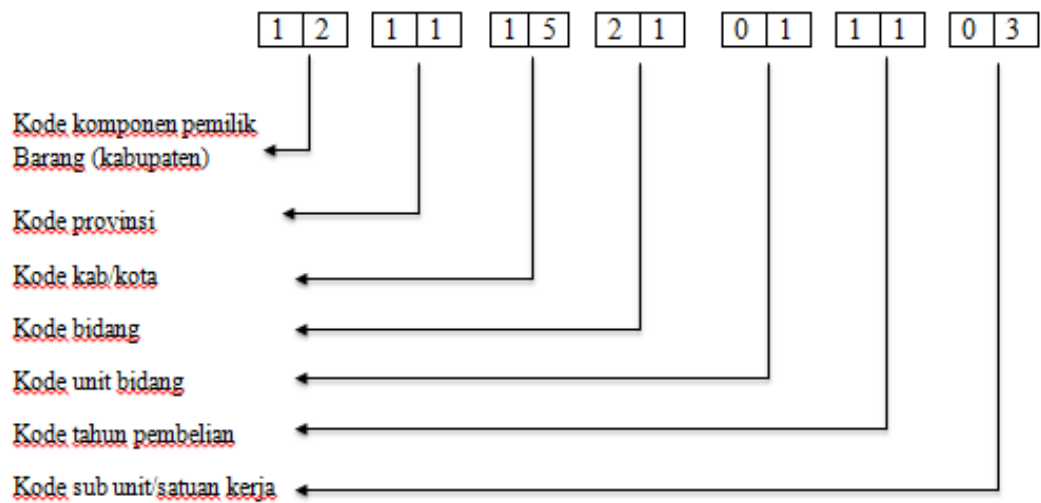 1 2 1 1 1 5 2 1 0 1 1 1 0 3
Kode komponen pemilik
Barang (kabupaten)
Kode provinsi
Kode kab/kota
Kode bidang
Kode unit bidang
Kode tahun pembelian
Kode sub unit/satuan kerja